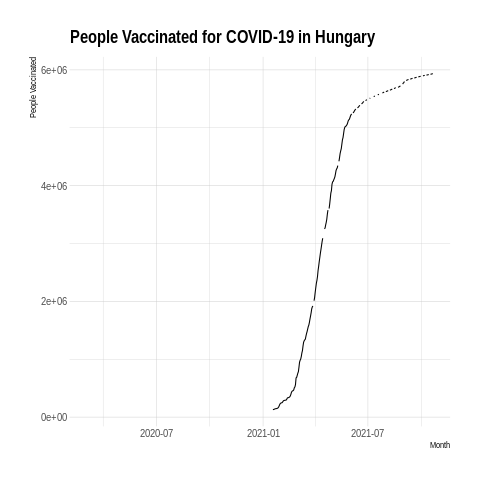 People Vaccinated for COVID-19 in Hungary
People Vaccinated
6e+06
4e+06
2e+06
0e+00
2020-07 2021-01 2021-07
Month